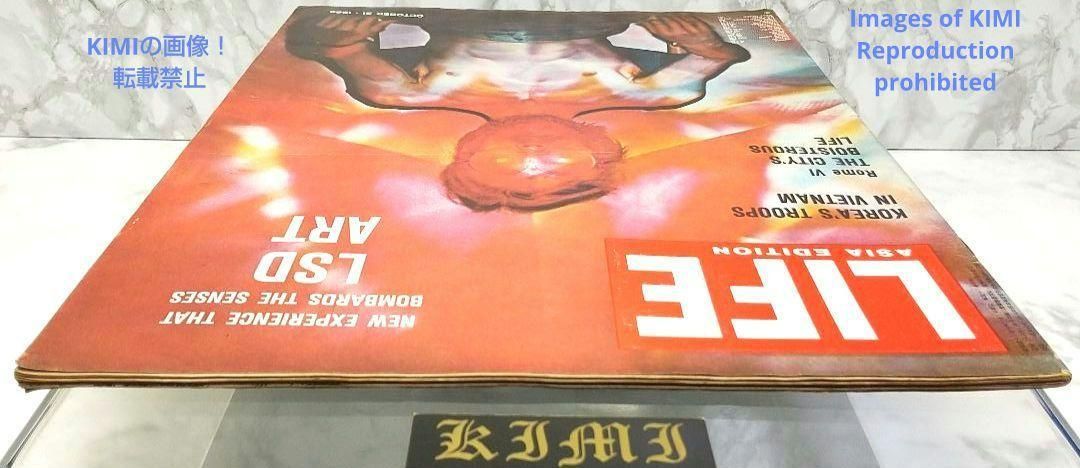 KIMIの画像！
転載禁止
Images of KIMI
Reproduction
prohibited
LIFE
ASIA EDITION
KOREA'S TROOPS
IN VIETNAM
Rome VI
THE CITY'S
BOISTEROUS
LIFE
NEW EXPERIENCE THAT
BOMBARDS THE SENSES
LSD
ART
KIMI